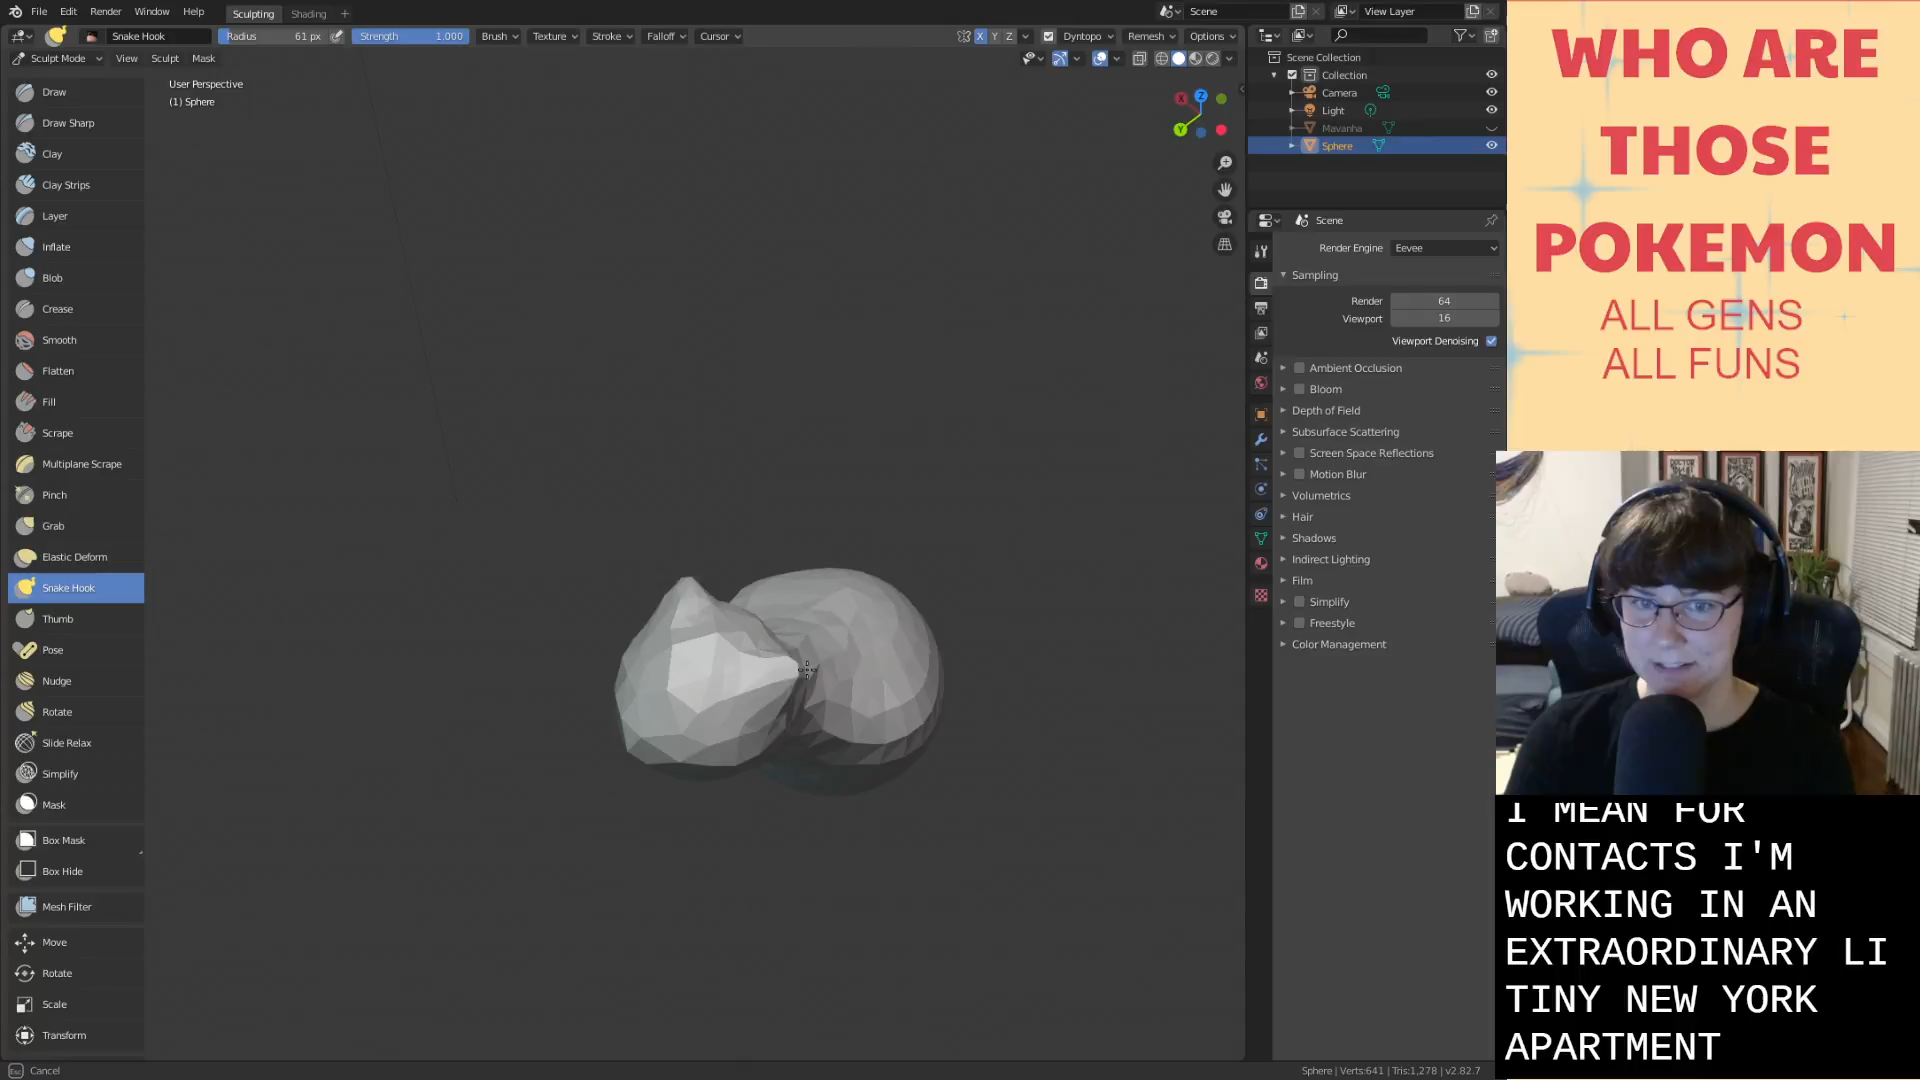 File Edit Render Window Help Sculpting Shading + Scene View Layer
Snake Hook Radius 61 px Strength 1.000 Brush Texture Stroke Falloff Cursor X Y Z Dyntopo Remesh Options
Sculpt Mode View Sculpt Mask
User Perspective
(1) Sphere
Draw
Draw Sharp
Clay
Clay Strips
Layer
Inflate
Blob
Crease
Smooth
Flatten
Fill
Scrape
Multiplane Scrape
Pinch
Grab
Elastic Deform
Snake Hook
Thumb
Pose
Nudge
Rotate
Slide Relax
Simplify
Mask
Box Mask
Box Hide
Mesh Filter
Move
Rotate
Scale
Transform
Esc Cancel
X
Z
Y
Scene Collection
Collection
Camera
Light
Mavanha
Sphere
Scene
Render Engine Eevee
Sampling
Render 64
Viewport 16
Viewport Denoising
Ambient Occlusion
Bloom
Depth of Field
Subsurface Scattering
Screen Space Reflections
Motion Blur
Volumetrics
Hair
Shadows
Indirect Lighting
Film
Simplify
Freestyle
Color Management
Sphere | Verts:641 | Tris:1,278 | v2.82.7
WHO ARE
THOSE
POKEMON
ALL GENS
ALL FUNS
I MEAN FOR
CONTACTS I'M
WORKING IN AN
EXTRAORDINARY LI
TINY NEW YORK
APARTMENT